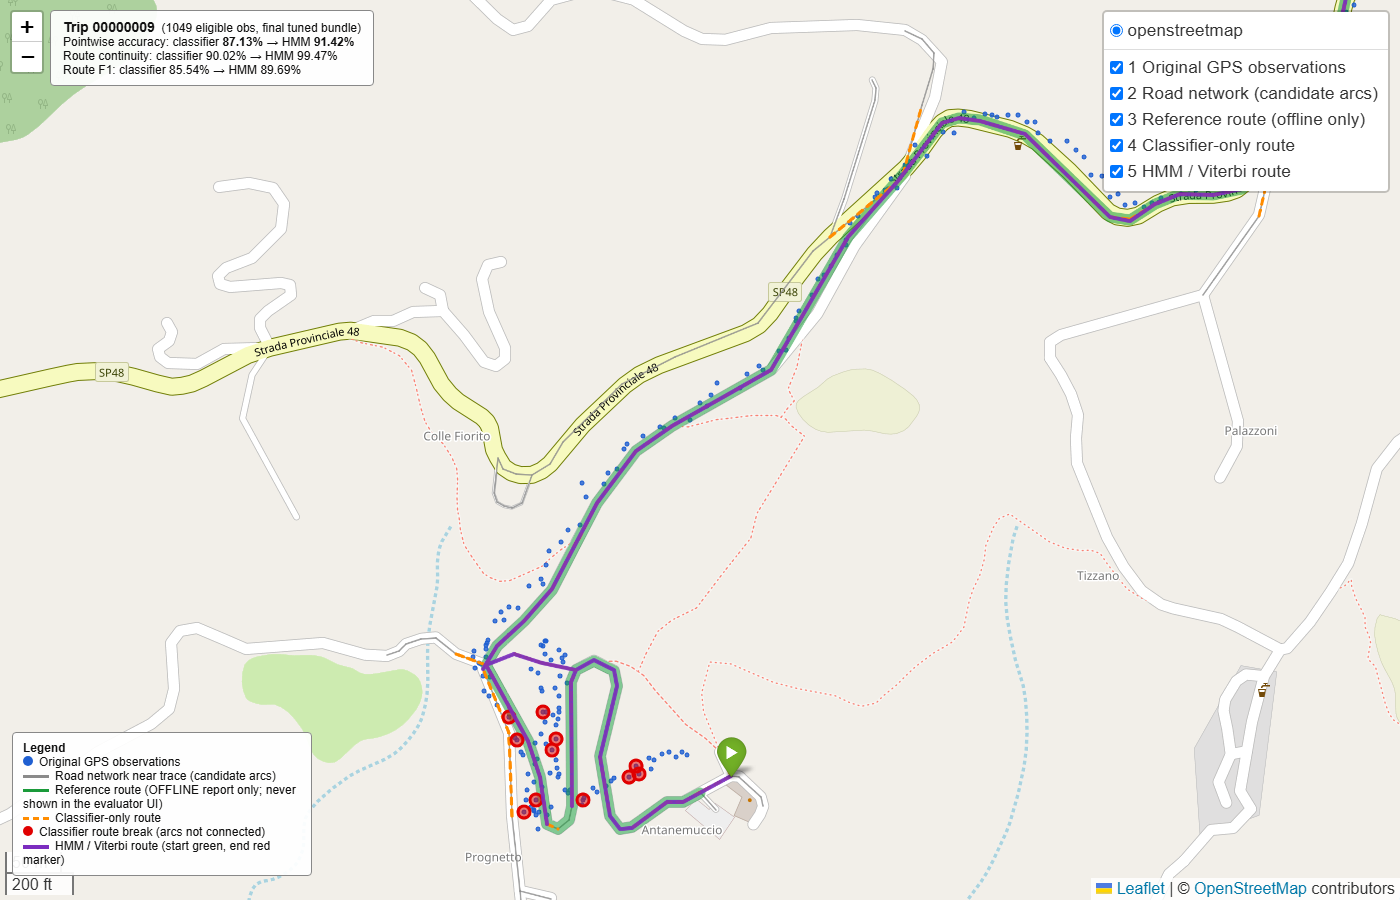 +
−
Trip 00000009 (1049 eligible obs, final tuned bundle)
Pointwise accuracy: classifier 87.13% → HMM 91.42%
Route continuity: classifier 90.02% → HMM 99.47%
Route F1: classifier 85.54% → HMM 89.69%
openstreetmap
1 Original GPS observations
2 Road network (candidate arcs)
3 Reference route (offline only)
4 Classifier-only route
5 HMM / Viterbi route
SP48
Strada Provinciale 48
SP48
Strada Provinciale 48
Colle Fiorito
Palazzoni
Tizzano
Antanemuccio
Prognetto
Legend
Original GPS observations
Road network near trace (candidate arcs)
Reference route (OFFLINE report only; never
shown in the evaluator UI)
Classifier-only route
Classifier route break (arcs not connected)
HMM / Viterbi route (start green, end red
marker)
200 ft
Leaflet | © OpenStreetMap contributors